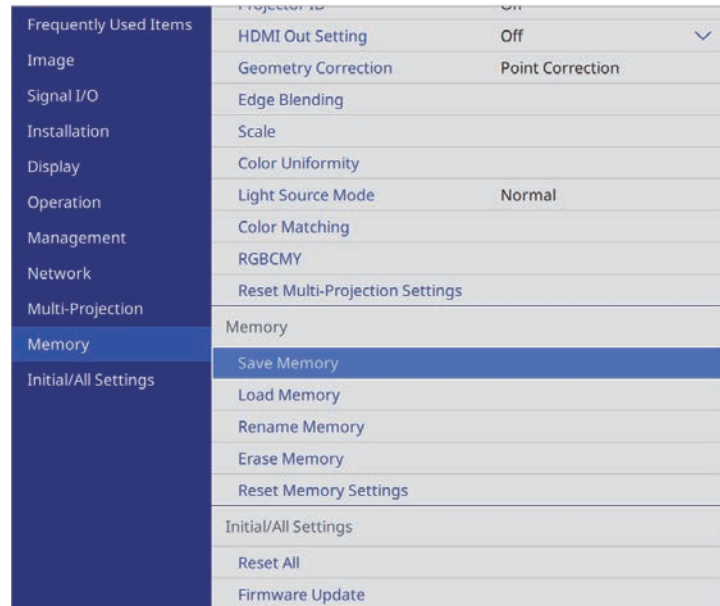 Frequently Used Items
Image
Signal I/O
Installation
Display
Operation
Management
Network
Multi-Projection
Memory
Initial/All Settings
Projector ID Off
HDMI Out Setting Off
Geometry Correction Point Correction
Edge Blending
Scale
Color Uniformity
Light Source Mode Normal
Color Matching
RGBCMY
Reset Multi-Projection Settings
Memory
Save Memory
Load Memory
Rename Memory
Erase Memory
Reset Memory Settings
Initial/All Settings
Reset All
Firmware Update